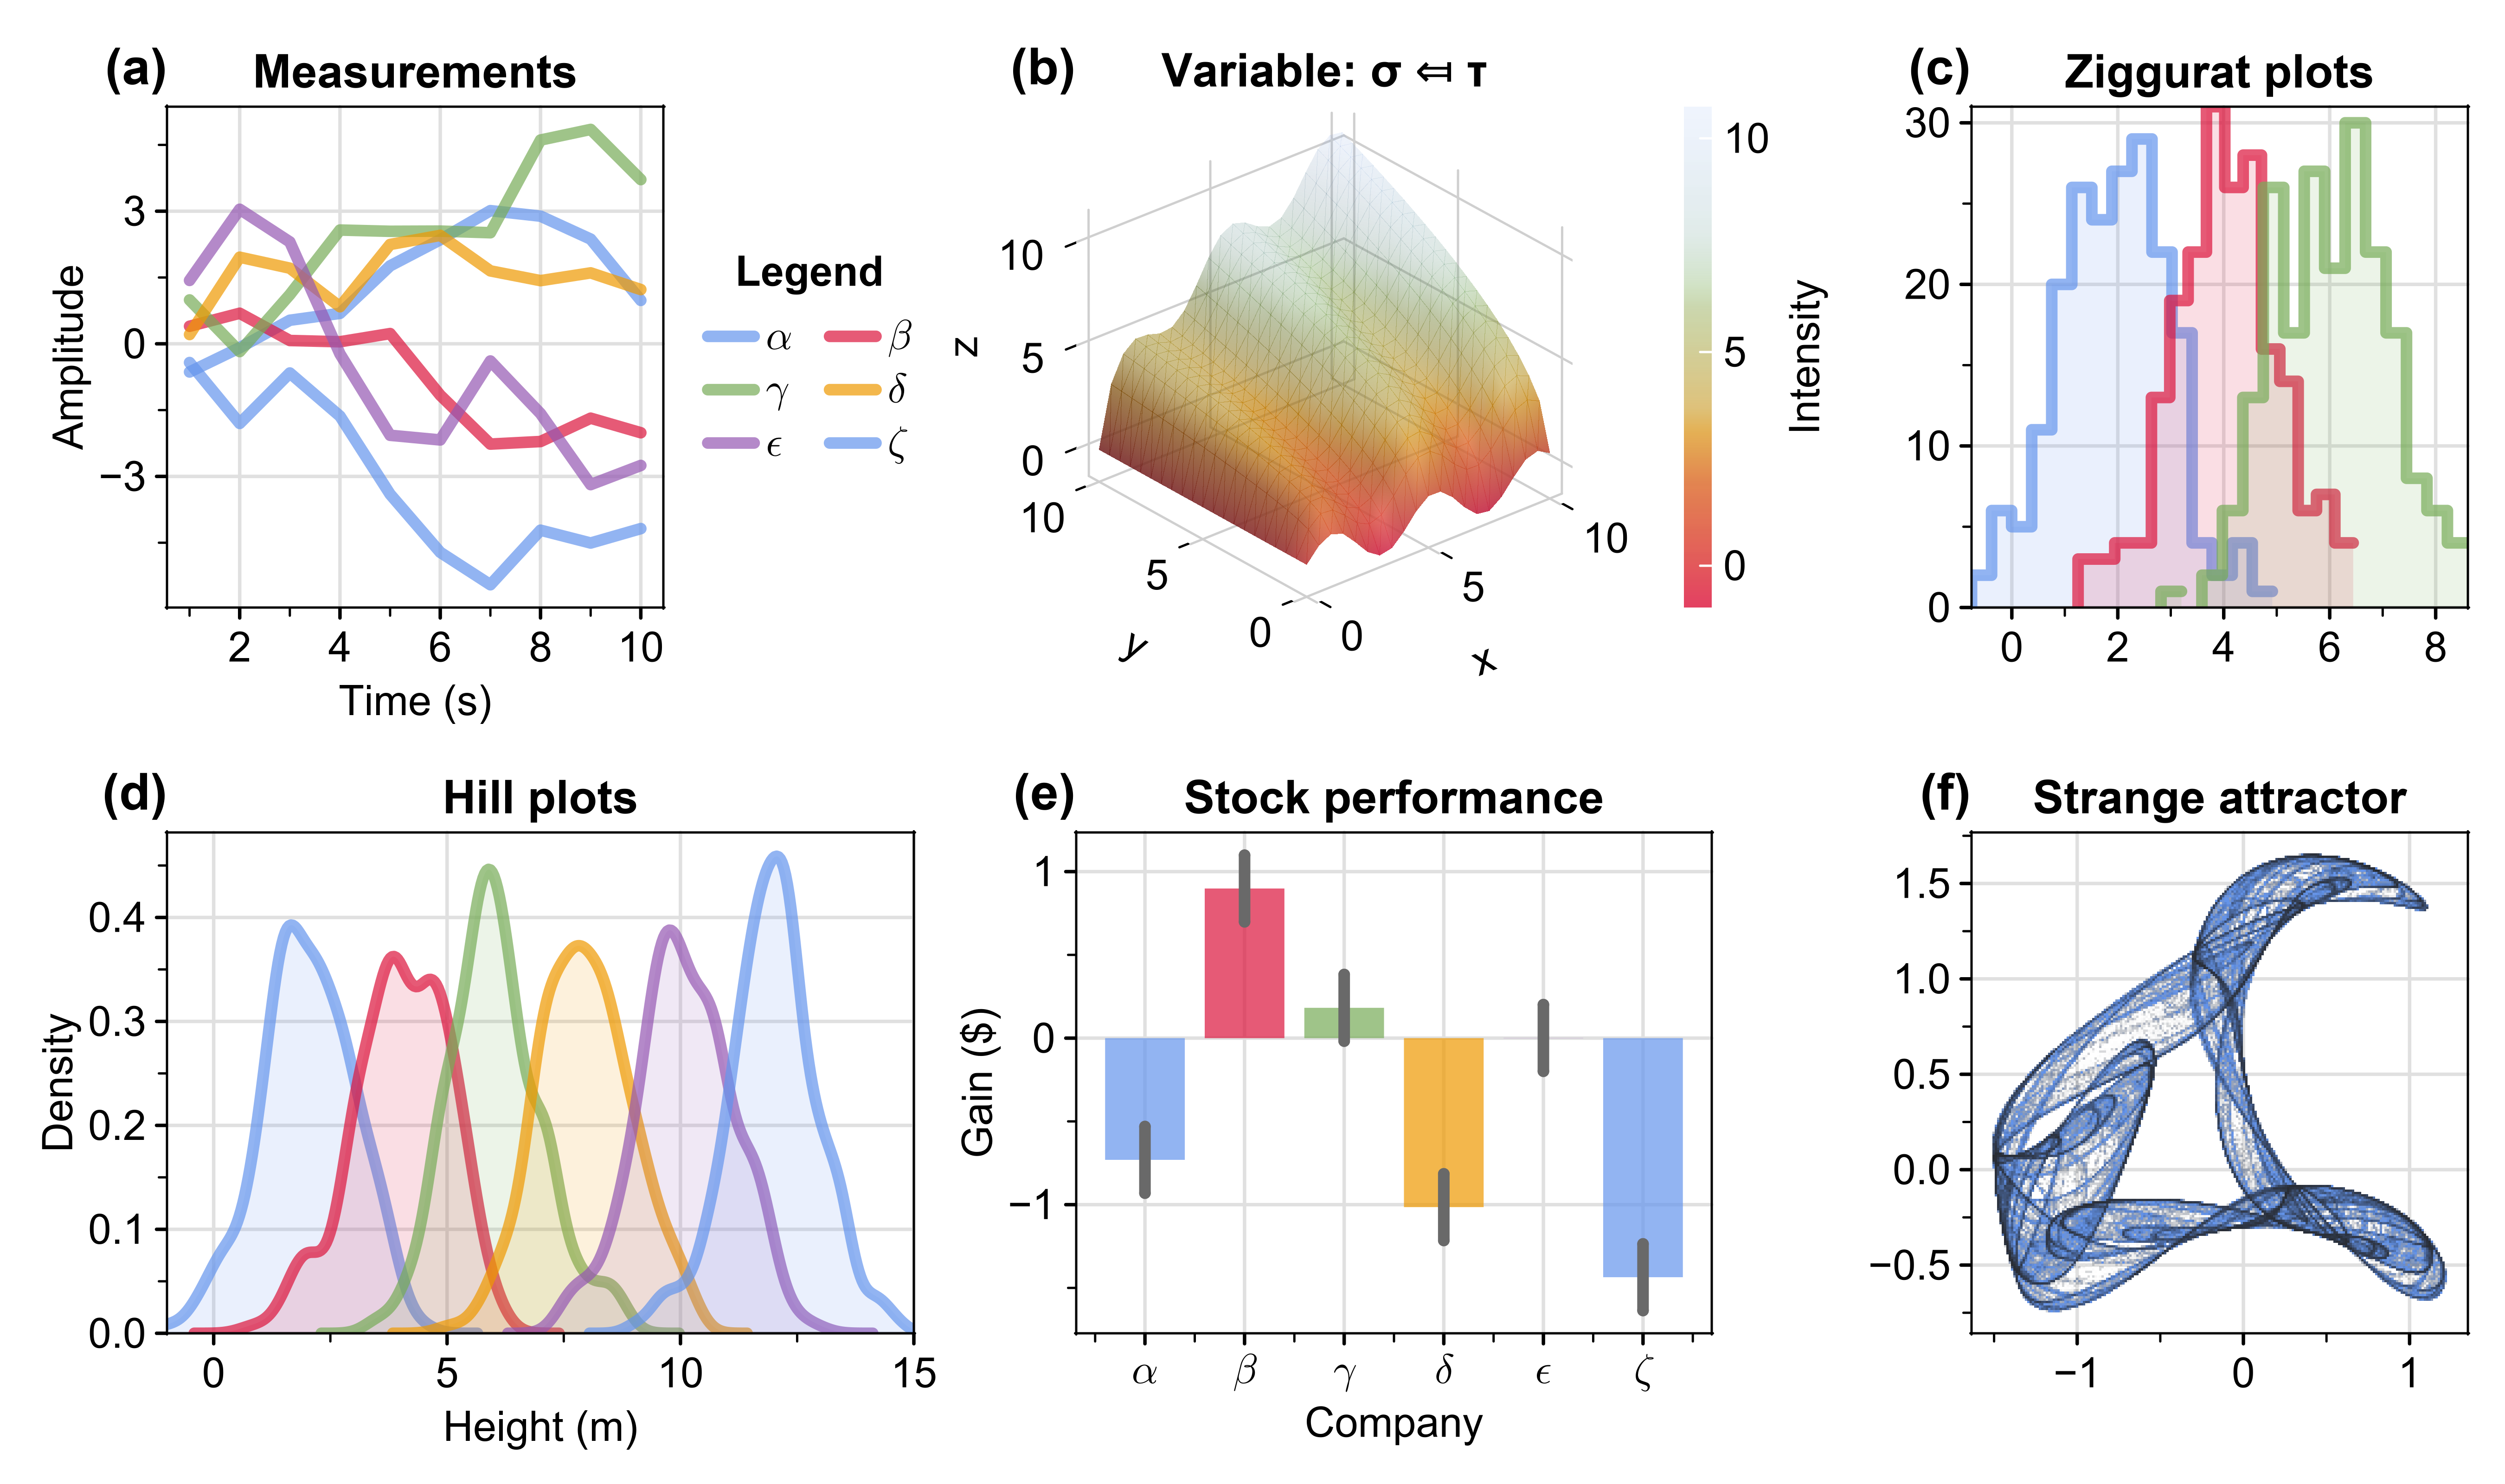 (a) Measurements
3
0
−3
Amplitude
2 4 6 8 10
Time (s)
Legend
α β
γ δ
ϵ ζ
(b) Variable: σ ⤆ τ
10
5
0
z
10
5
0
y
0
5
10
x
10
5
0
Intensity
(c) Ziggurat plots
30
20
10
0
0 2 4 6 8
(d) Hill plots
0.4
0.3
0.2
0.1
0.0
Density
0 5 10 15
Height (m)
(e) Stock performance
1
0
−1
Gain ($)
α β γ δ ϵ ζ
Company
(f) Strange attractor
1.5
1.0
0.5
0.0
−0.5
−1 0 1